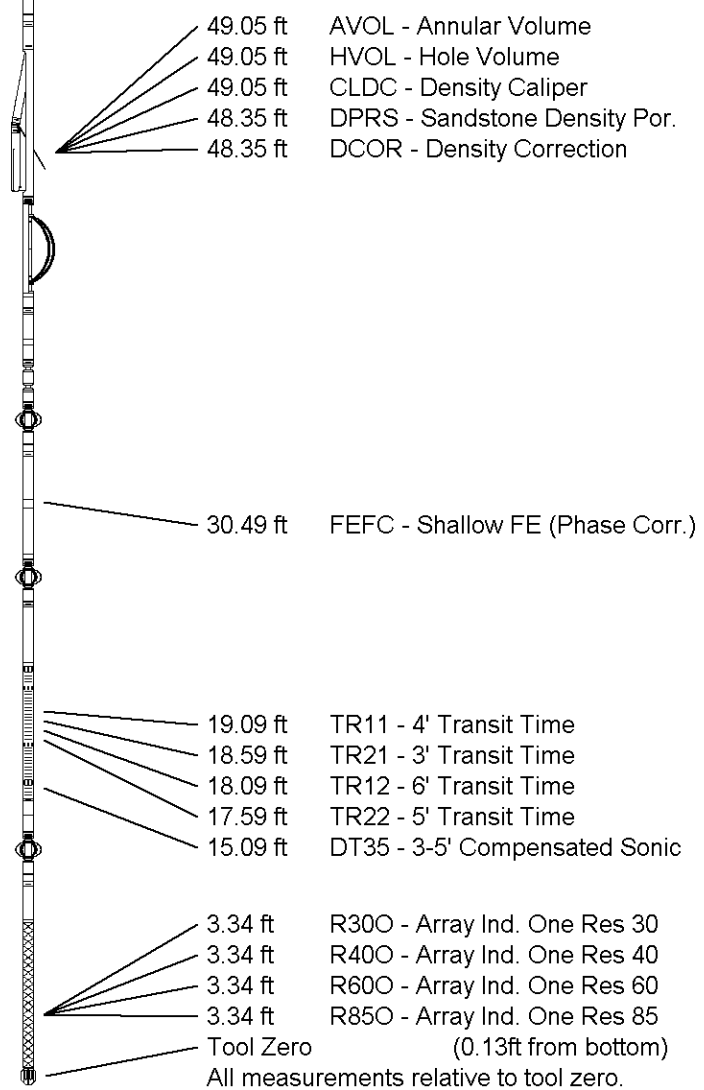 49.05 ft AVOL - Annular Volume
49.05 ft HVOL - Hole Volume
49.05 ft CLDC - Density Caliper
48.35 ft DPRS - Sandstone Density Por.
48.35 ft DCOR - Density Correction
30.49 ft FEFC - Shallow FE (Phase Corr.)
19.09 ft TR11 - 4' Transit Time
18.59 ft TR21 - 3' Transit Time
18.09 ft TR12 - 6' Transit Time
17.59 ft TR22 - 5' Transit Time
15.09 ft DT35 - 3-5' Compensated Sonic
3.34 ft R30O - Array Ind. One Res 30
3.34 ft R40O - Array Ind. One Res 40
3.34 ft R60O - Array Ind. One Res 60
3.34 ft R85O - Array Ind. One Res 85
Tool Zero (0.13ft from bottom)
All measurements relative to tool zero.